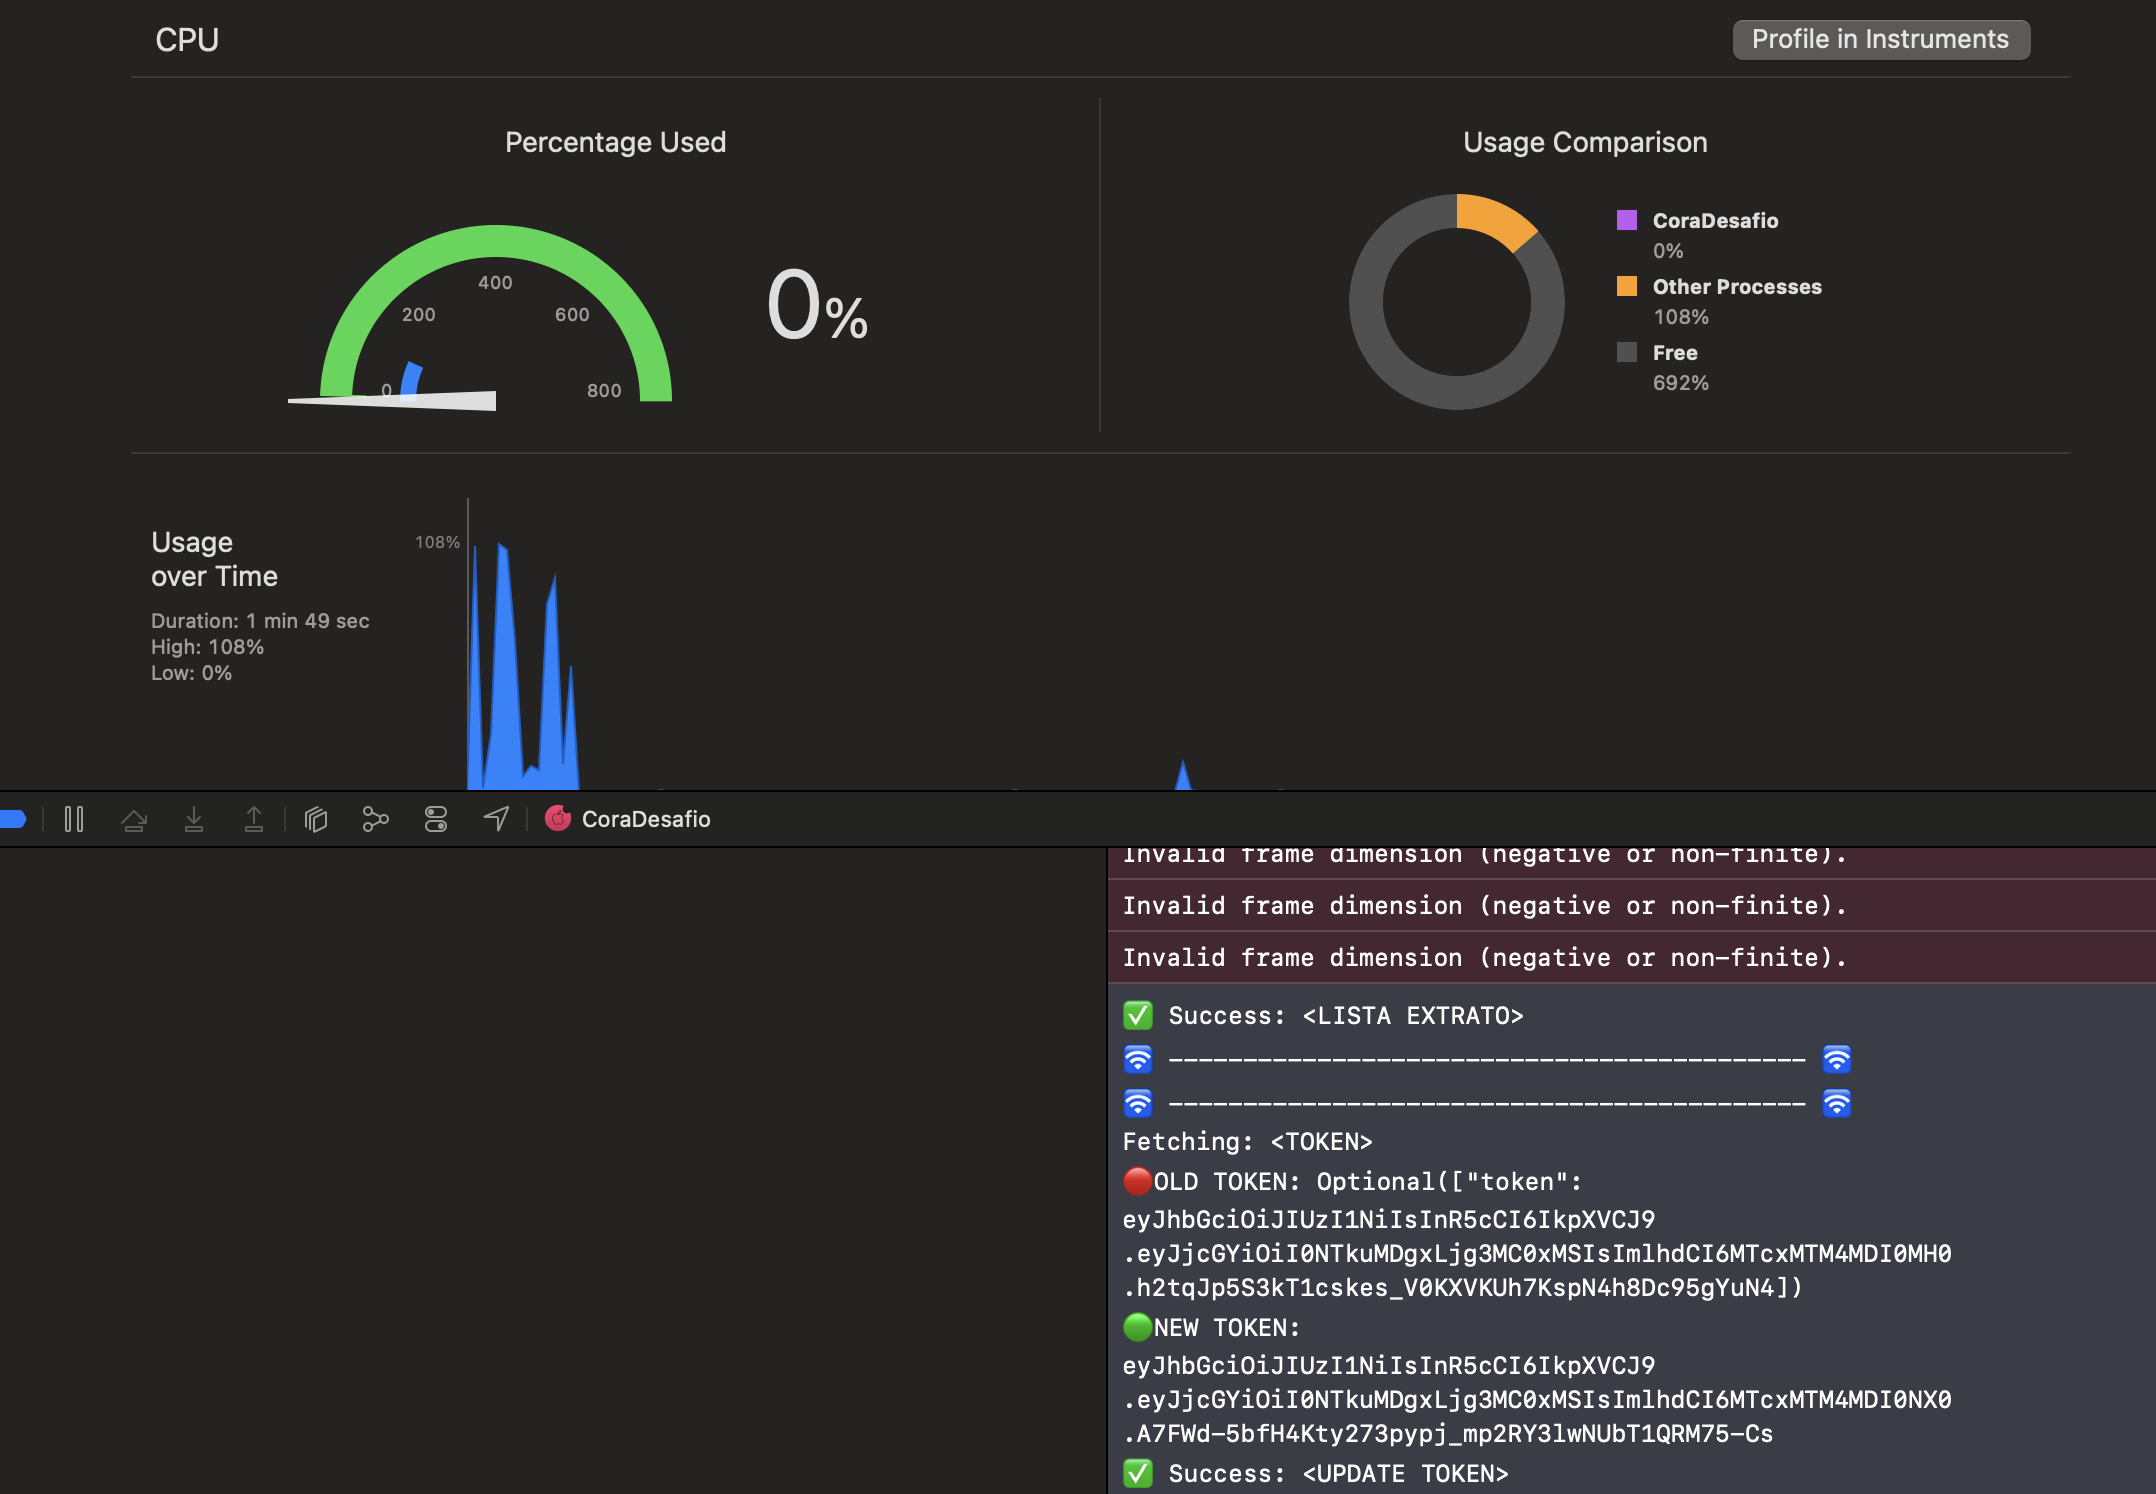 CPU
Profile in Instruments
Percentage Used
0
200
400
600
800
0%
Usage Comparison
CoraDesafio
0%
Other Processes
108%
Free
692%
Usage
over Time
Duration: 1 min 49 sec
High: 108%
Low: 0%
108%
CoraDesafio
Invalid frame dimension (negative or non-finite).
Invalid frame dimension (negative or non-finite).
Invalid frame dimension (negative or non-finite).
✅ Success: <LISTA EXTRATO>
🛜 ------------------------------------------- 🛜
🛜 ------------------------------------------- 🛜
Fetching: <TOKEN>
🔴OLD TOKEN: Optional(["token":
eyJhbGciOiJIUzI1NiIsInR5cCI6IkpXVCJ9
.eyJjcGYiOiI0NTkuMDgxLjg3MC0xMSIsImlhdCI6MTcxMTM4MDI0MH0
.h2tqJp5S3kT1cskes_V0KXVKUh7KspN4h8Dc95gYuN4])
🟢NEW TOKEN:
eyJhbGciOiJIUzI1NiIsInR5cCI6IkpXVCJ9
.eyJjcGYiOiI0NTkuMDgxLjg3MC0xMSIsImlhdCI6MTcxMTM4MDI0NX0
.A7FWd-5bfH4Kty273pypj_mp2RY3lwNUbT1QRM75-Cs
✅ Success: <UPDATE TOKEN>